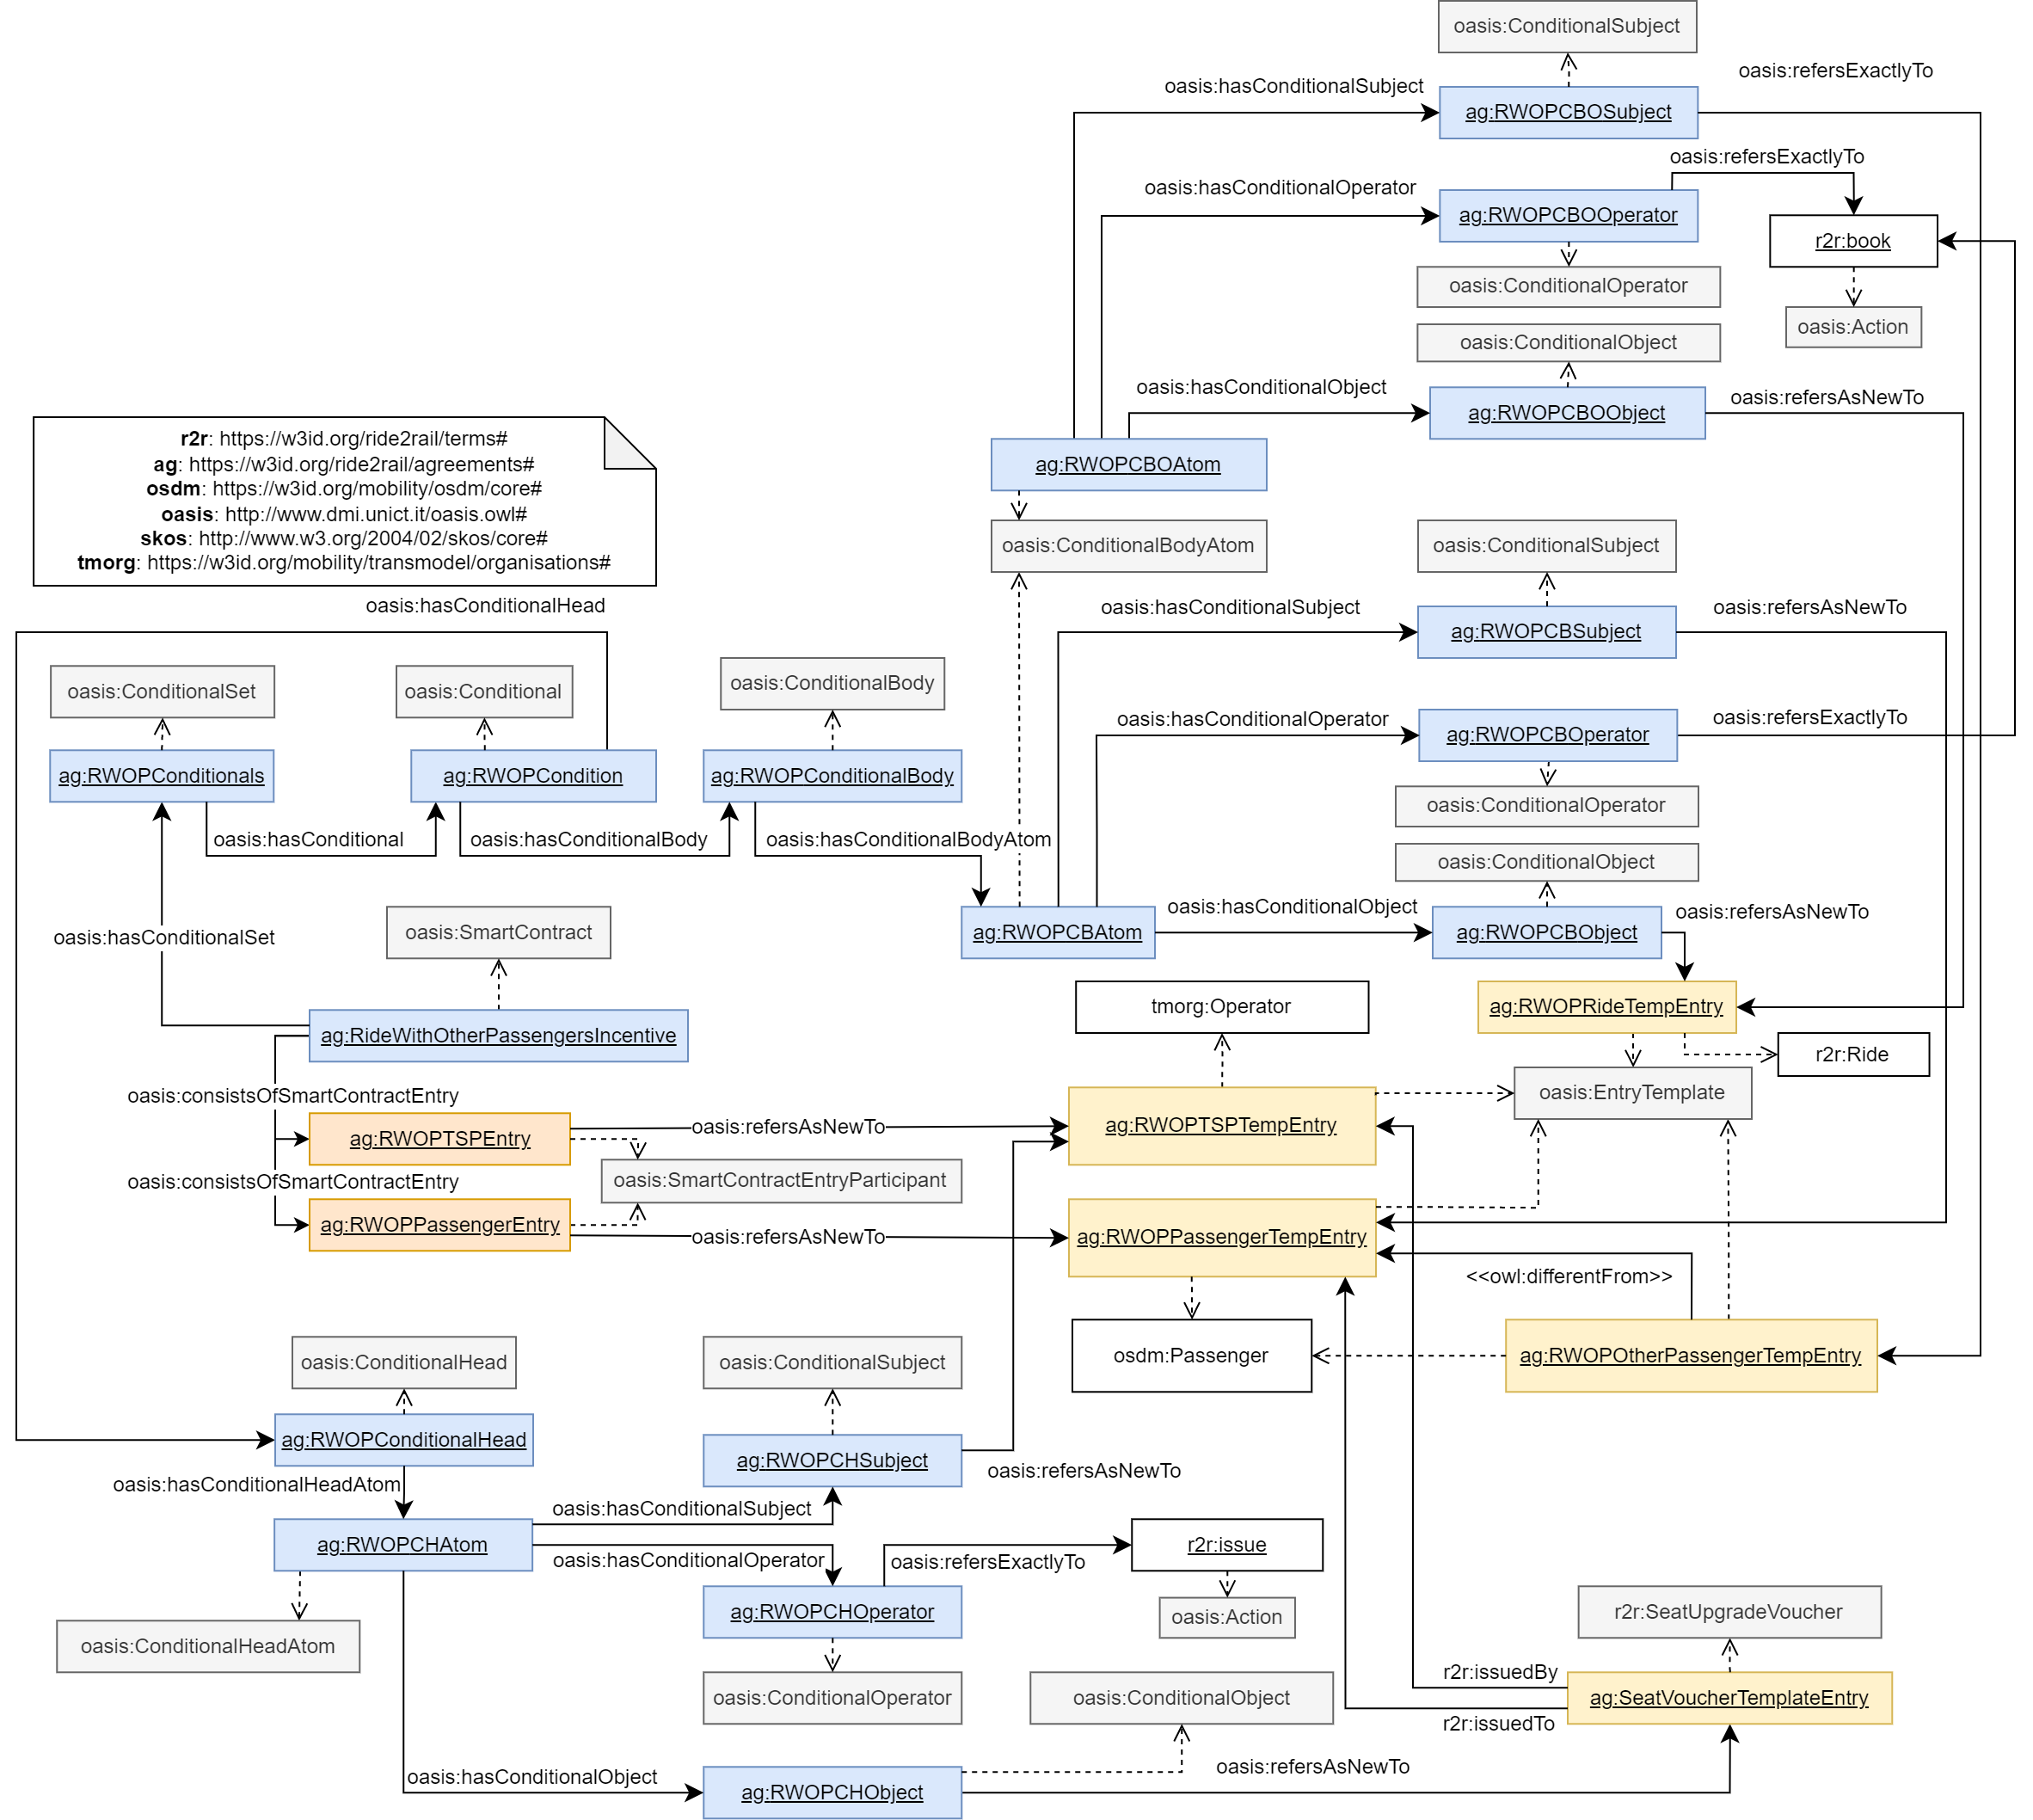 oasis:ConditionalSubject
oasis:refersExactlyTo
oasis:hasConditionalSubject
ag:RWOPCBOSubject
oasis:refersExactlyTo
oasis:hasConditionalOperator
ag:RWOPCBOOperator
r2r:book
oasis:ConditionalOperator
oasis:Action
oasis:ConditionalObject
oasis:hasConditionalObject
oasis:refersAsNewTo
ag:RWOPCBOObject
r2r: https://w3id.org/ride2rail/terms#
ag: https://w3id.org/ride2rail/agreements#
osdm: https://w3id.org/mobility/osdm/core#
oasis: http://www.dmi.unict.it/oasis.owl#
skos: http://www.w3.org/2004/02/skos/core#
tmorg: https://w3id.org/mobility/transmodel/organisations#
ag:RWOPCBOAtom
oasis:ConditionalBodyAtom
oasis:ConditionalSubject
oasis:hasConditionalHead
oasis:hasConditionalSubject
oasis:refersAsNewTo
ag:RWOPCBSubject
oasis:ConditionalSet
oasis:Conditional
oasis:ConditionalBody
oasis:hasConditionalOperator
oasis:refersExactlyTo
ag:RWOPCBOperator
ag:RWOPConditionals
ag:RWOPCondition
ag:RWOPConditionalBody
oasis:ConditionalOperator
oasis:hasConditional
oasis:hasConditionalBody
oasis:hasConditionalBodyAtom
oasis:ConditionalObject
oasis:hasConditionalObject
oasis:refersAsNewTo
oasis:hasConditionalSet
oasis:SmartContract
ag:RWOPCBAtom
ag:RWOPCBObject
tmorg:Operator
ag:RWOPRideTempEntry
ag:RideWithOtherPassengersIncentive
r2r:Ride
oasis:consistsOfSmartContractEntry
oasis:EntryTemplate
ag:RWOPTSPEntry
oasis:refersAsNewTo
ag:RWOPTSPTempEntry
oasis:consistsOfSmartContractEntry
oasis:SmartContractEntryParticipant
ag:RWOPPassengerEntry
oasis:refersAsNewTo
ag:RWOPPassengerTempEntry
<<owl:differentFrom>>
oasis:ConditionalHead
oasis:ConditionalSubject
osdm:Passenger
ag:RWOPOtherPassengerTempEntry
ag:RWOPConditionalHead
ag:RWOPCHSubject
oasis:refersAsNewTo
oasis:hasConditionalHeadAtom
oasis:hasConditionalSubject
ag:RWOPCHAtom
oasis:hasConditionalOperator
oasis:refersExactlyTo
r2r:issue
ag:RWOPCHOperator
oasis:Action
r2r:SeatUpgradeVoucher
oasis:ConditionalHeadAtom
r2r:issuedBy
oasis:ConditionalOperator
oasis:ConditionalObject
ag:SeatVoucherTemplateEntry
r2r:issuedTo
oasis:hasConditionalObject
oasis:refersAsNewTo
ag:RWOPCHObject